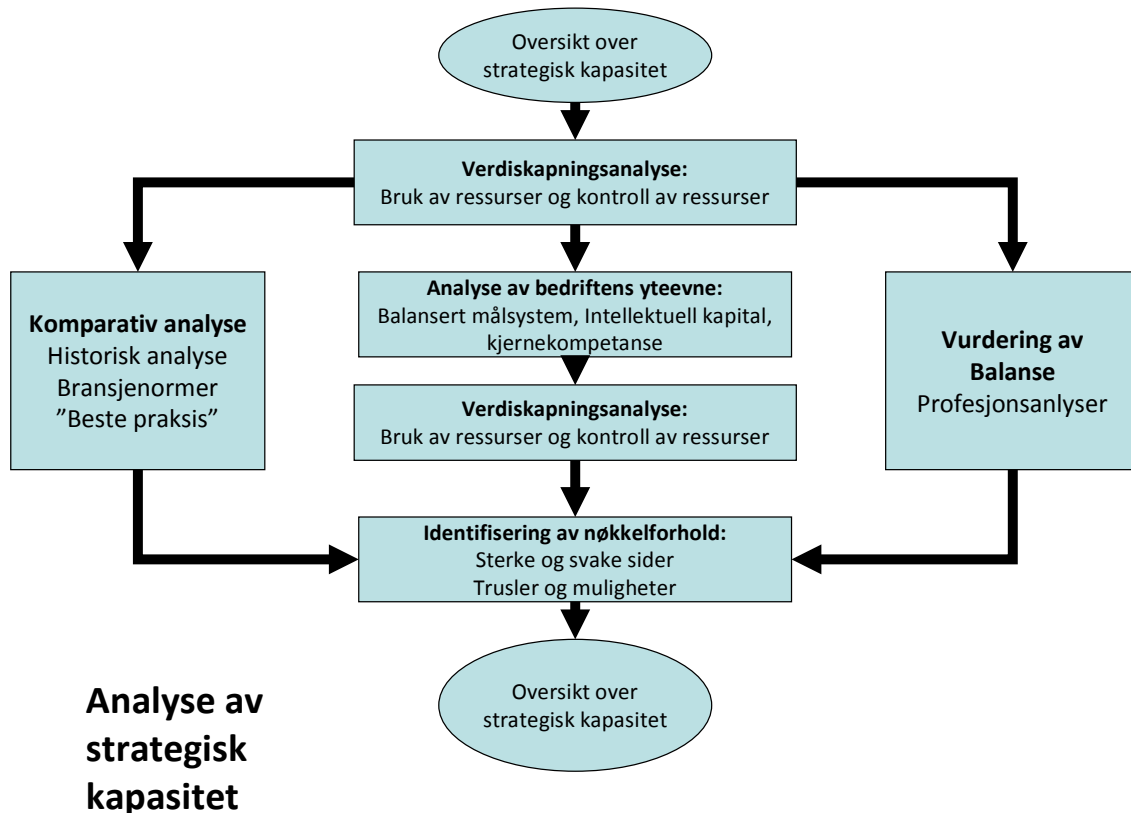 Oversikt over
strategisk kapasitet
Verdiskapningsanalyse:
Bruk av ressurser og kontroll av ressurser
Komparativ analyse
Historisk analyse
Bransjenormer
”Beste praksis”
Analyse av bedriftens yteevne:
Balansert målsystem, Intellektuell kapital,
kjernekompetanse
Vurdering av
Balanse
Profesjonsanlyser
Verdiskapningsanalyse:
Bruk av ressurser og kontroll av ressurser
Identifisering av nøkkelforhold:
Sterke og svake sider
Trusler og muligheter
Oversikt over
strategisk kapasitet
Analyse av
strategisk
kapasitet